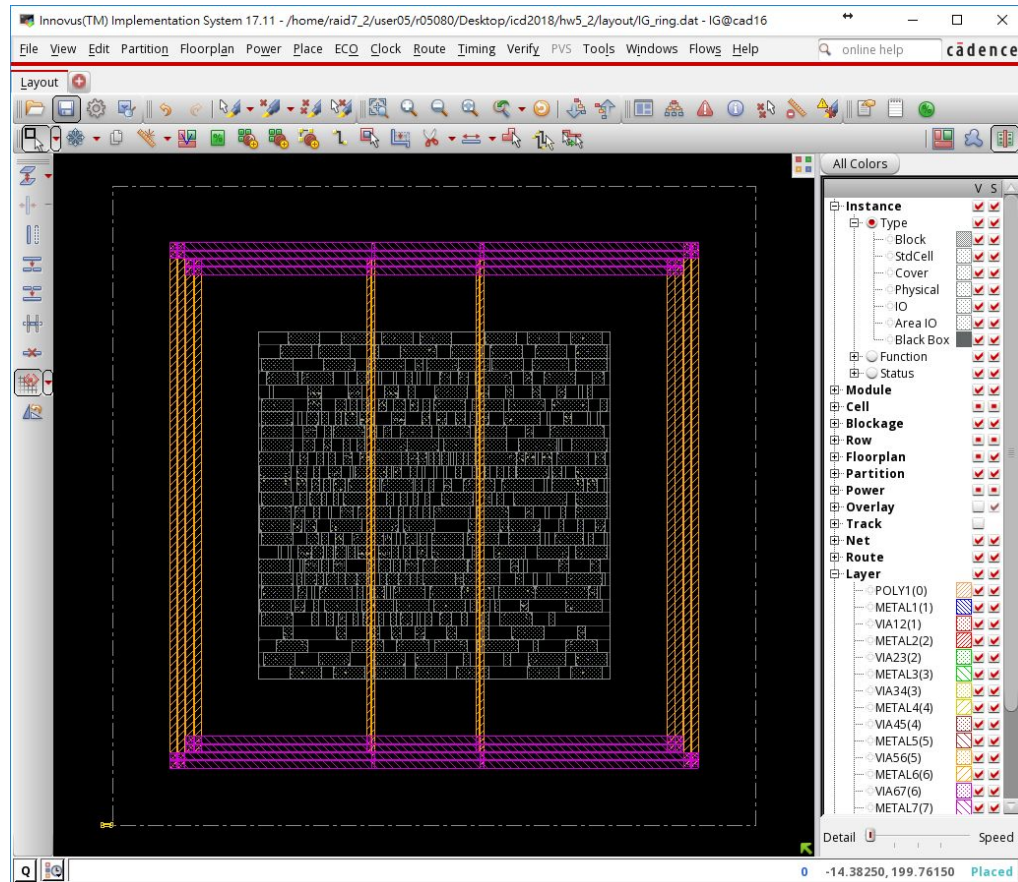 Innovus(TM) Implementation System 17.11 - /home/raid7_2/user05/r05080/Desktop/icd2018/hw5_2/layout/IG_ring.dat - IG@cad16
File View Edit Partition Floorplan Power Place ECO Clock Route Timing Verify PVS Tools Windows Flows Help online help cādence
Layout
All Colors
V S
Instance
Type
Block
StdCell
Cover
Physical
IO
Area IO
Black Box
Function
Status
Module
Cell
Blockage
Row
Floorplan
Partition
Power
Overlay
Track
Net
Route
Layer
POLY1(0)
METAL1(1)
VIA12(1)
METAL2(2)
VIA23(2)
METAL3(3)
VIA34(3)
METAL4(4)
VIA45(4)
METAL5(5)
VIA56(5)
METAL6(6)
VIA67(6)
METAL7(7)
Detail Speed
Q 0 -14.38250, 199.76150 Placed